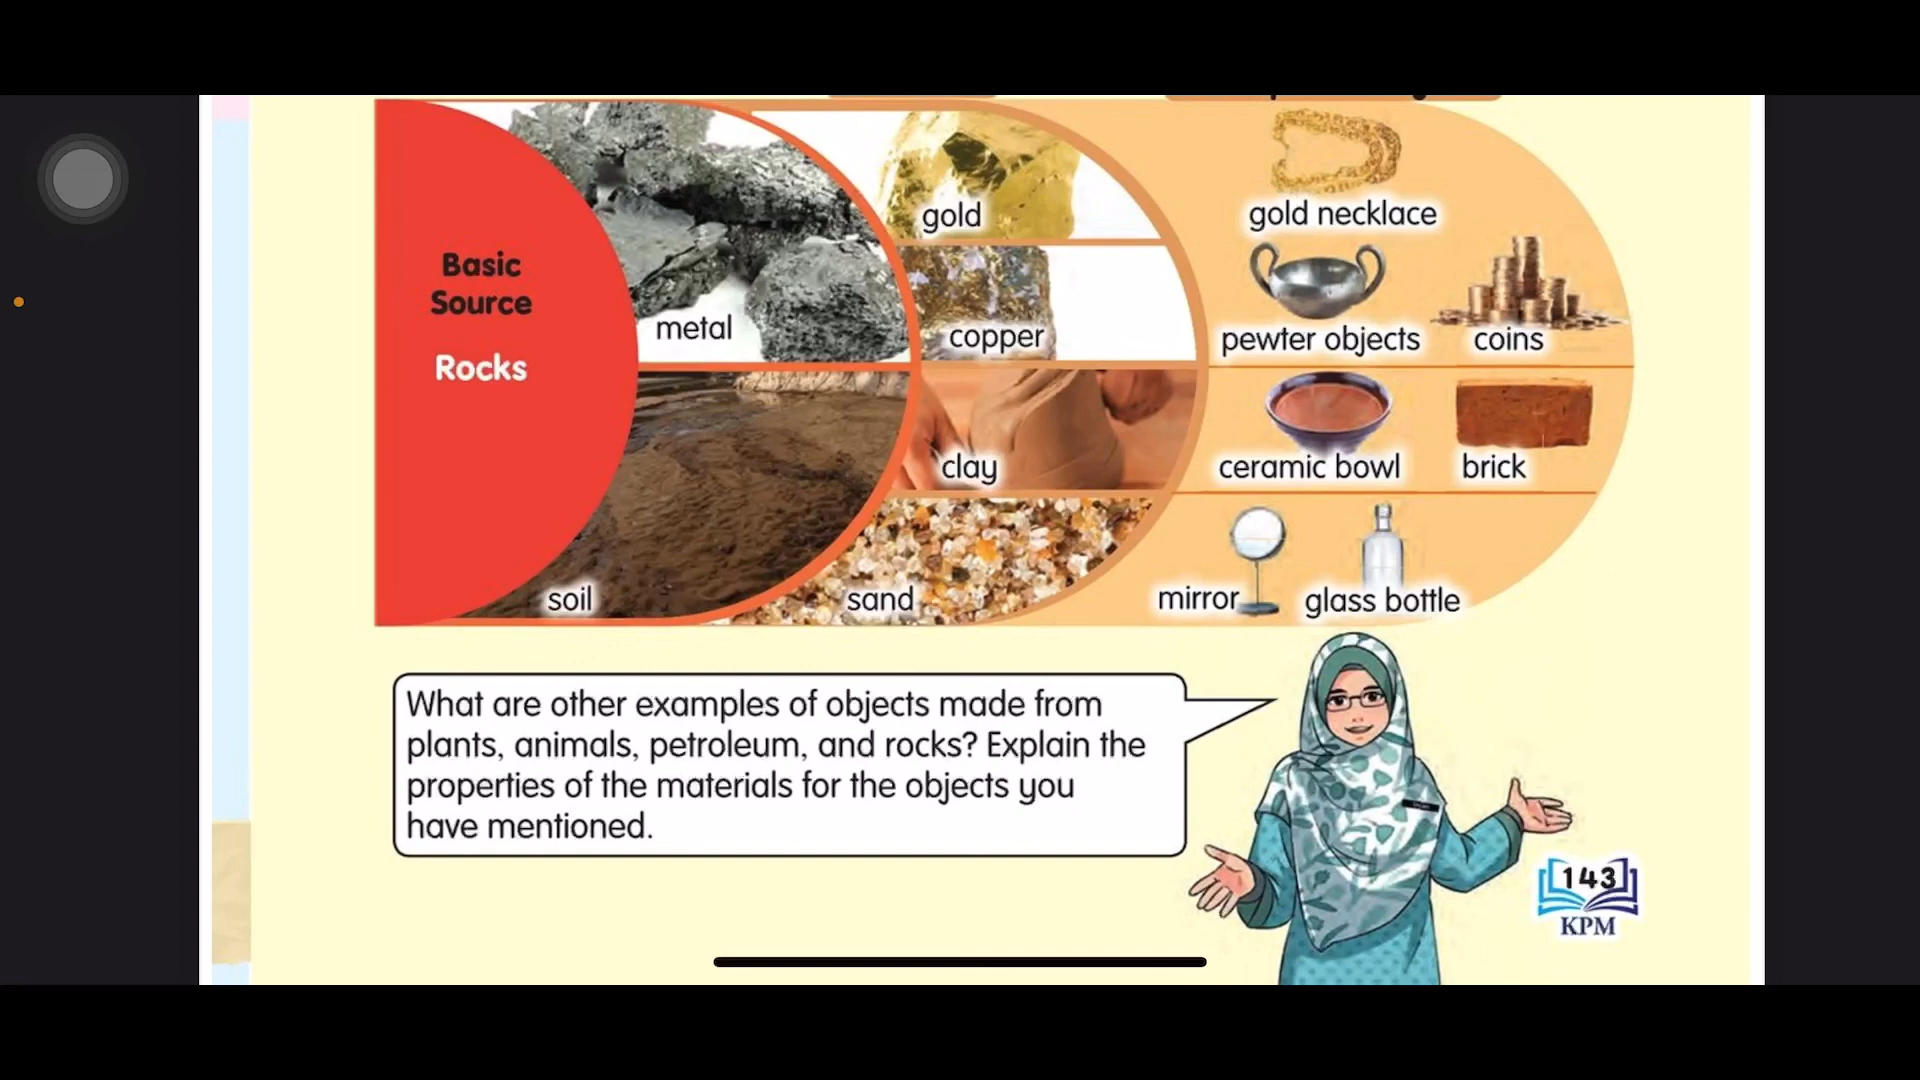 Basic
Source
Rocks
metal
soil
gold
copper
clay
sand
gold necklace
pewter objects
coins
ceramic bowl
brick
mirror
glass bottle
What are other examples of objects made from
plants, animals, petroleum, and rocks? Explain the
properties of the materials for the objects you
have mentioned.
143
KPM